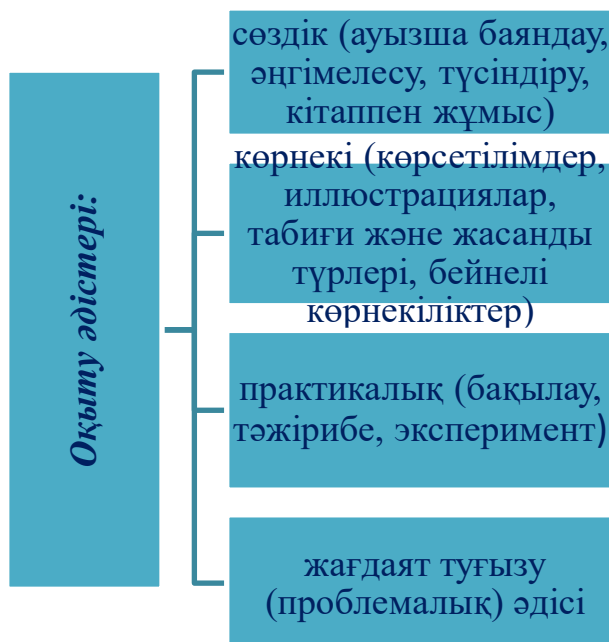 Оқыту әдістері:
сөздік (ауызша баяндау,
әңгімелесу, түсіндіру,
кітаппен жұмыс)
көрнекі (көрсетілімдер,
иллюстрациялар,
табиғи және жасанды
түрлері, бейнелі
көрнекіліктер)
практикалық (бақылау,
тәжірибе, эксперимент)
жағдаят туғызу
(проблемалық) әдісі